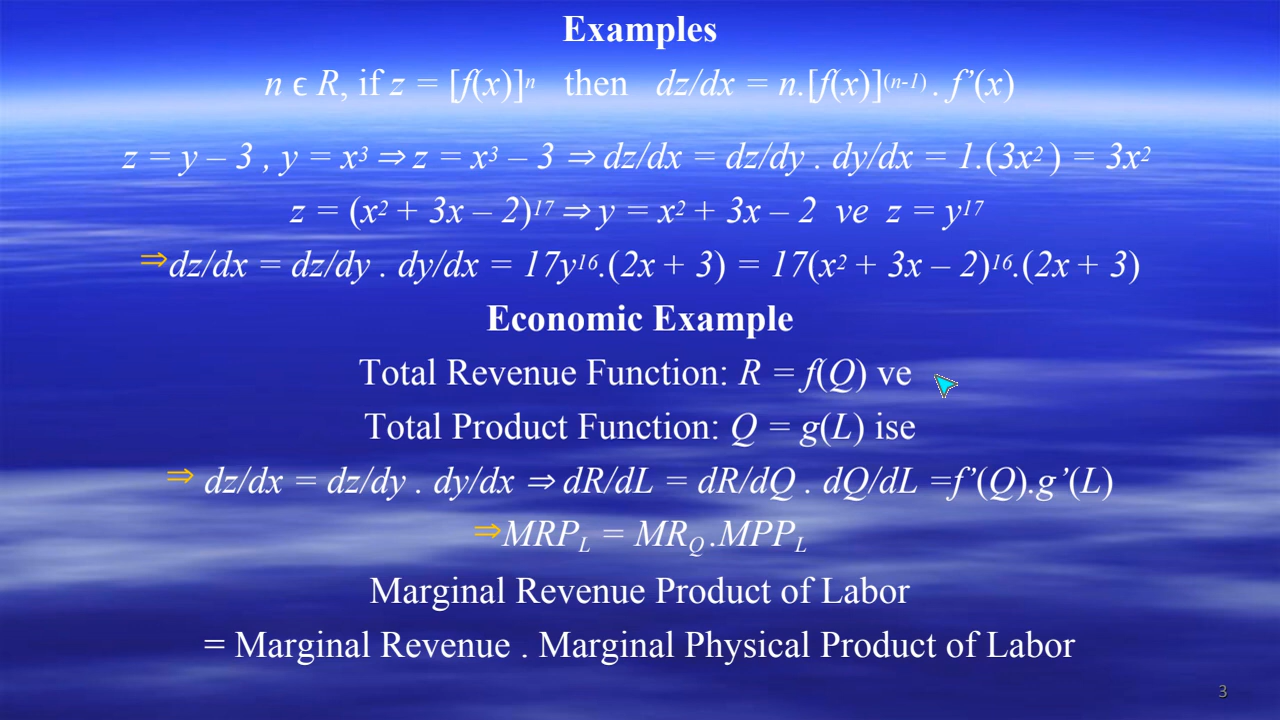 Examples
n ϵ R, if z = [f(x)]ⁿ then dz/dx = n.[f(x)]⁽ⁿ⁻¹⁾ . f’(x)
z = y – 3 , y = x³ ⇒ z = x³ – 3 ⇒ dz/dx = dz/dy . dy/dx = 1.(3x² ) = 3x²
z = (x² + 3x – 2)¹⁷ ⇒ y = x² + 3x – 2 ve z = y¹⁷
⇒dz/dx = dz/dy . dy/dx = 17y¹⁶.(2x + 3) = 17(x² + 3x – 2)¹⁶.(2x + 3)
Economic Example
Total Revenue Function: R = f(Q) ve
Total Product Function: Q = g(L) ise
⇒ dz/dx = dz/dy . dy/dx ⇒ dR/dL = dR/dQ . dQ/dL =f’(Q).g’(L)
⇒MRP_L = MR_Q.MPP_L
Marginal Revenue Product of Labor
= Marginal Revenue . Marginal Physical Product of Labor
3